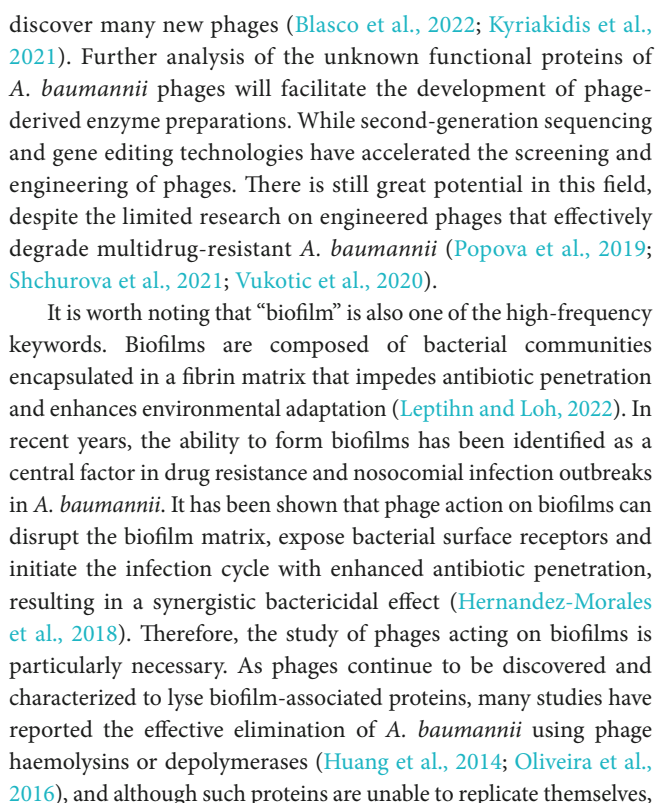 discover many new phages (Blasco et al., 2022; Kyriakidis et al.,
2021). Further analysis of the unknown functional proteins of
A. baumannii phages will facilitate the development of phage-
derived enzyme preparations. While second-generation sequencing
and gene editing technologies have accelerated the screening and
engineering of phages. There is still great potential in this field,
despite the limited research on engineered phages that effectively
degrade multidrug-resistant A. baumannii (Popova et al., 2019;
Shchurova et al., 2021; Vukotic et al., 2020).
It is worth noting that “biofilm” is also one of the high-frequency
keywords. Biofilms are composed of bacterial communities
encapsulated in a fibrin matrix that impedes antibiotic penetration
and enhances environmental adaptation (Leptihn and Loh, 2022). In
recent years, the ability to form biofilms has been identified as a
central factor in drug resistance and nosocomial infection outbreaks
in A. baumannii. It has been shown that phage action on biofilms can
disrupt the biofilm matrix, expose bacterial surface receptors and
initiate the infection cycle with enhanced antibiotic penetration,
resulting in a synergistic bactericidal effect (Hernandez-Morales
et al., 2018). Therefore, the study of phages acting on biofilms is
particularly necessary. As phages continue to be discovered and
characterized to lyse biofilm-associated proteins, many studies have
reported the effective elimination of A. baumannii using phage
haemolysins or depolymerases (Huang et al., 2014; Oliveira et al.,
2016), and although such proteins are unable to replicate themselves,